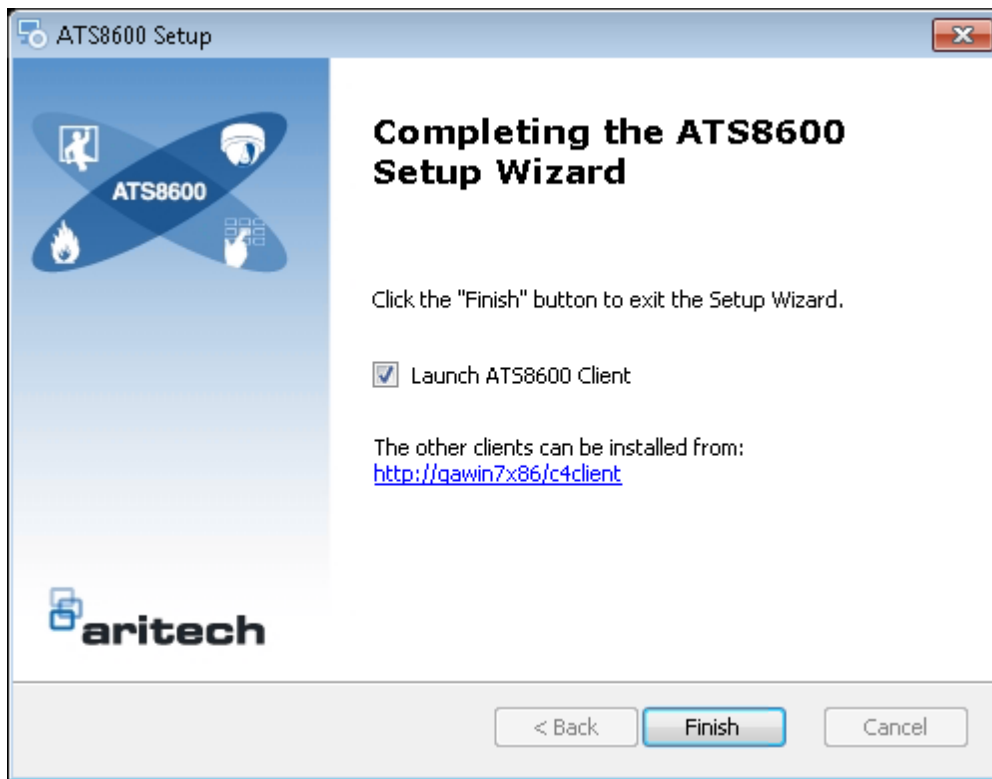 ATS8600 Setup
ATS8600
Completing the ATS8600
Setup Wizard
Click the "Finish" button to exit the Setup Wizard.
Launch ATS8600 Client
The other clients can be installed from:
http://qawin7x86/c4client
aritech
< Back
Finish
Cancel